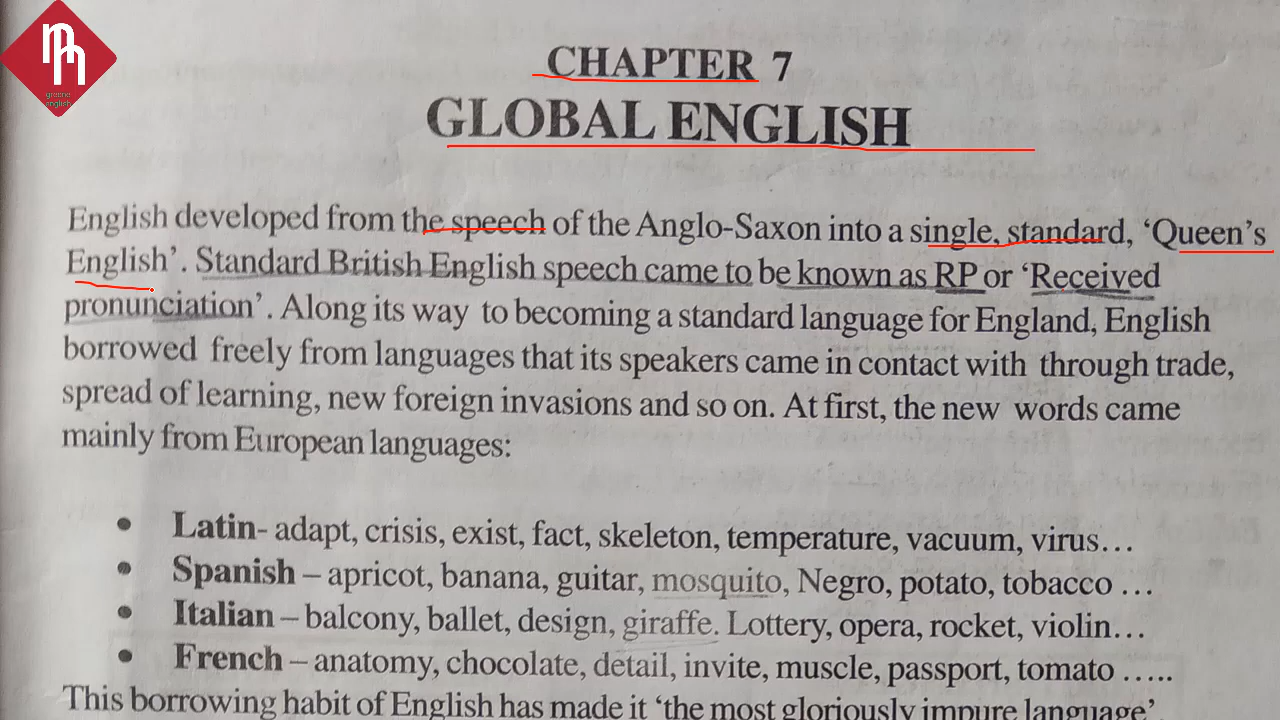 greene
english
CHAPTER 7
GLOBAL ENGLISH
English developed from the speech of the Anglo-Saxon into a single, standard, ‘Queen’s
English’. Standard British English speech came to be known as RP or ‘Received
pronunciation’. Along its way to becoming a standard language for England, English
borrowed freely from languages that its speakers came in contact with through trade,
spread of learning, new foreign invasions and so on. At first, the new words came
mainly from European languages:
• Latin- adapt, crisis, exist, fact, skeleton, temperature, vacuum, virus…
• Spanish – apricot, banana, guitar, mosquito, Negro, potato, tobacco …
• Italian – balcony, ballet, design, giraffe. Lottery, opera, rocket, violin…
• French – anatomy, chocolate, detail, invite, muscle, passport, tomato …..
This borrowing habit of English has made it ‘the most gloriously impure language’.